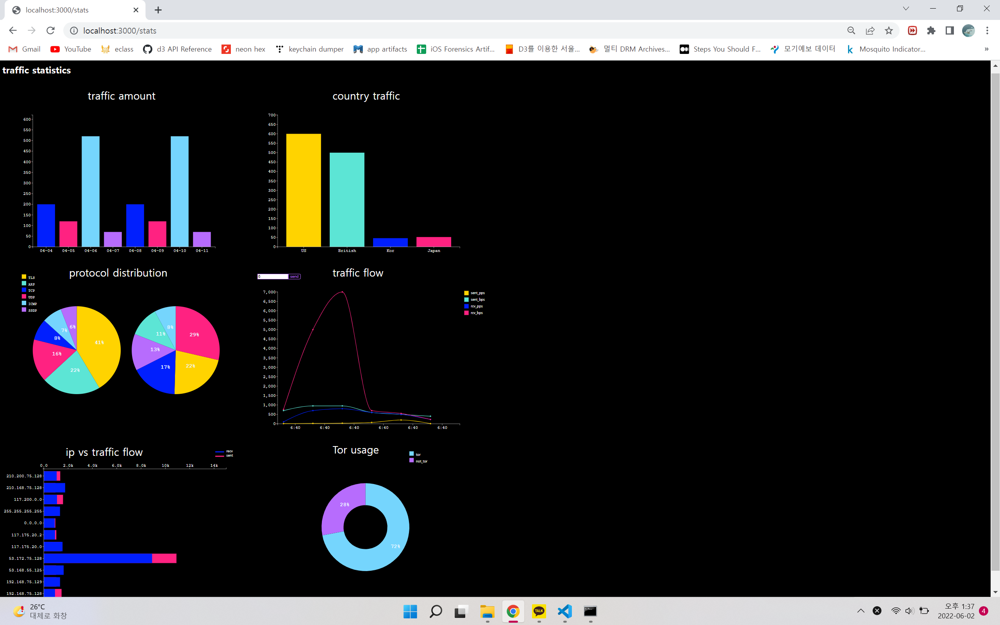 localhost:3000/stats
localhost:3000/stats
Gmail YouTube eclass d3 API Reference neon hex keychain dumper app artifacts iOS Forensics Artif... D3를 이용한 서울... 멀티 DRM Archives... Steps You Should F... 모기예보 데이터 Mosquito Indicator... »
traffic statistics
traffic amount
600
550
500
450
400
350
300
250
200
150
100
50
0
04-04 04-05 04-06 04-07 04-08 04-09 04-10 04-11
country traffic
700
650
600
550
500
450
400
350
300
250
200
150
100
50
0
US British Kor Japan
protocol distribution
TLS
ARP
TCP
UDP
ICMP
SSDP
41%
22%
16%
8%
7%
6%
29%
22%
17%
13%
11%
8%
traffic flow
6 send
7,000
6,500
6,000
5,500
5,000
4,500
4,000
3,500
3,000
2,500
2,000
1,500
1,000
500
0
6:40 6:40 6:40 6:40 6:40 6:40
sent_pps
sent_bps
rcv_pps
rcv_bps
ip vs traffic flow
recv
sent
0.0 2.0k 4.0k 6.0k 8.0k 10k 12k 14k
210.200.75.128
210.168.75.128
117.200.0.0
255.255.255.255
0.0.0.0
117.175.20.2
117.175.20.0
53.172.75.128
53.168.55.125
192.168.75.129
192.168.75.128
Tor usage
tor
not_tor
28%
72%
26°C
대체로 화창
TALK
오후 1:37
2022-06-02
4